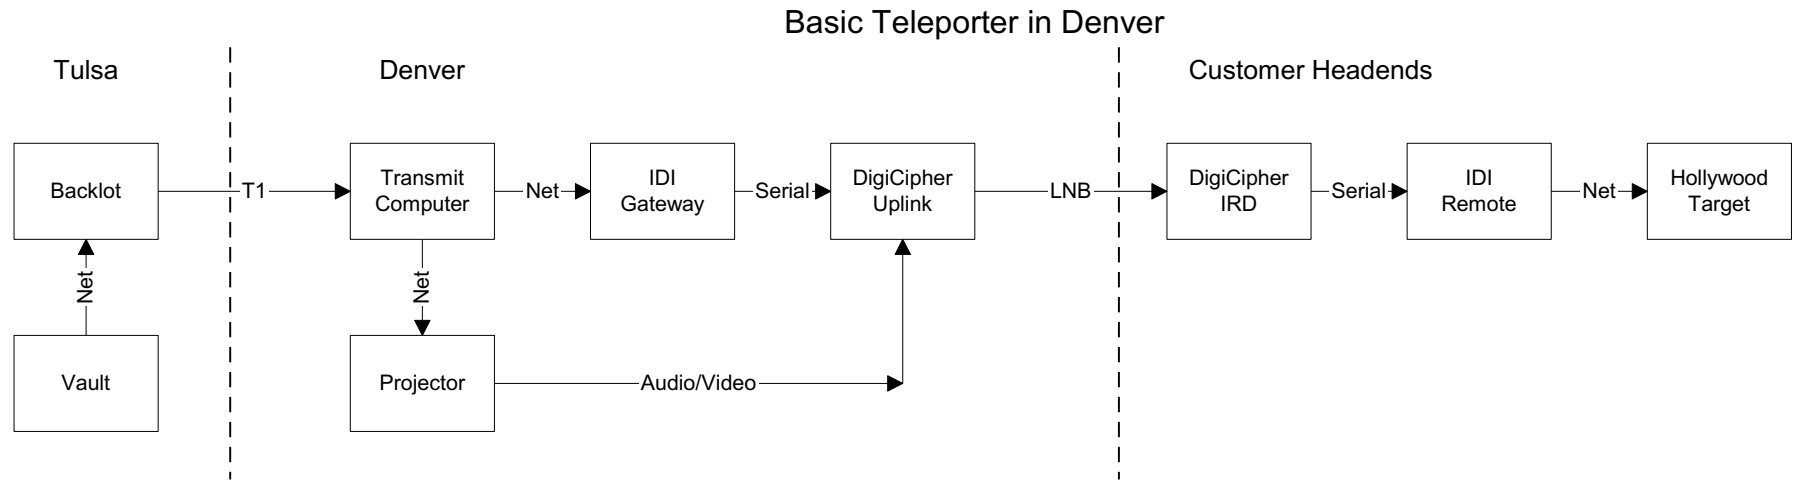 Basic Teleporter in Denver
Tulsa
Denver
Customer Headends
Backlot
T1
Transmit
Computer
Net
IDI
Gateway
Serial
DigiCipher
Uplink
LNB
DigiCipher
IRD
Serial
IDI
Remote
Net
Hollywood
Target
Net
Net
Vault
Projector
Audio/Video